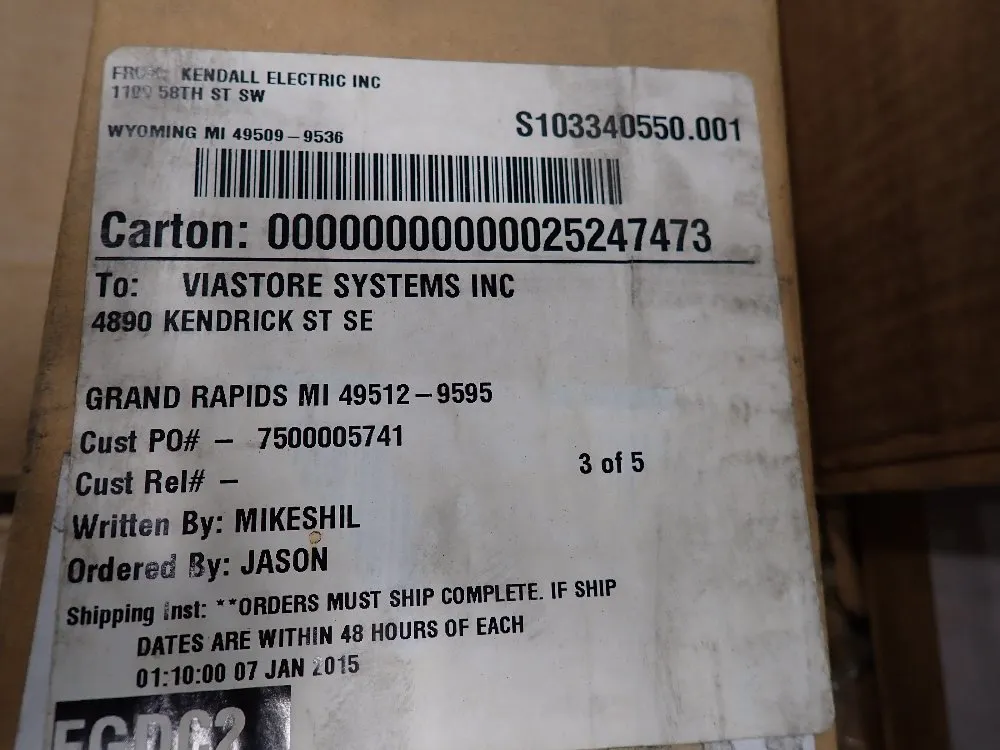 FROM: KENDALL ELECTRIC INC
58TH ST SW
S103340550.001
WYOMING MI 49509-9536
Carton: 00000000000025247473
To: VIASTORE SYSTEMS INC
4890 KENDRICK ST SE
GRAND RAPIDS MI 49512-9595
Cust PO# - 7500005741
3 of 5
Cust Rel# -
Written By: MIKESHIL
Ordered By: JASON
Shipping Inst: **ORDERS MUST SHIP COMPLETE. IF SHIP
DATES ARE WITHIN 48 HOURS OF EACH
01:10:00 07 JAN 2015